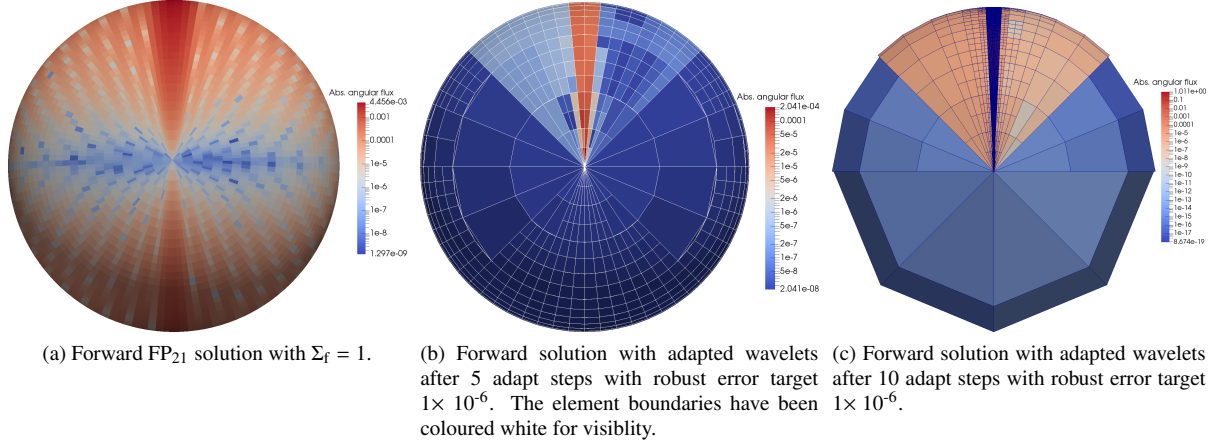 Abs. angular flux
4.456e-03
0.001
0.0001
1e-5
1e-6
1e-7
1e-8
1.297e-09
Abs. angular flux
2.041e-04
0.0001
5e-5
2e-5
1e-5
5e-6
2e-6
1e-6
5e-7
2e-7
1e-7
5e-8
2.041e-08
Abs. angular flux
1.011e+00
0.1
0.01
0.001
0.0001
1e-5
1e-6
1e-7
1e-8
1e-9
1e-10
1e-11
1e-12
1e-13
1e-14
1e-15
1e-16
1e-17
8.674e-19
(a) Forward FP21 solution with Σf = 1.
(b) Forward solution with adapted wavelets
after 5 adapt steps with robust error target
1× 10-6. The element boundaries have been
coloured white for visiblity.
(c) Forward solution with adapted wavelets
after 10 adapt steps with robust error target
1× 10-6.